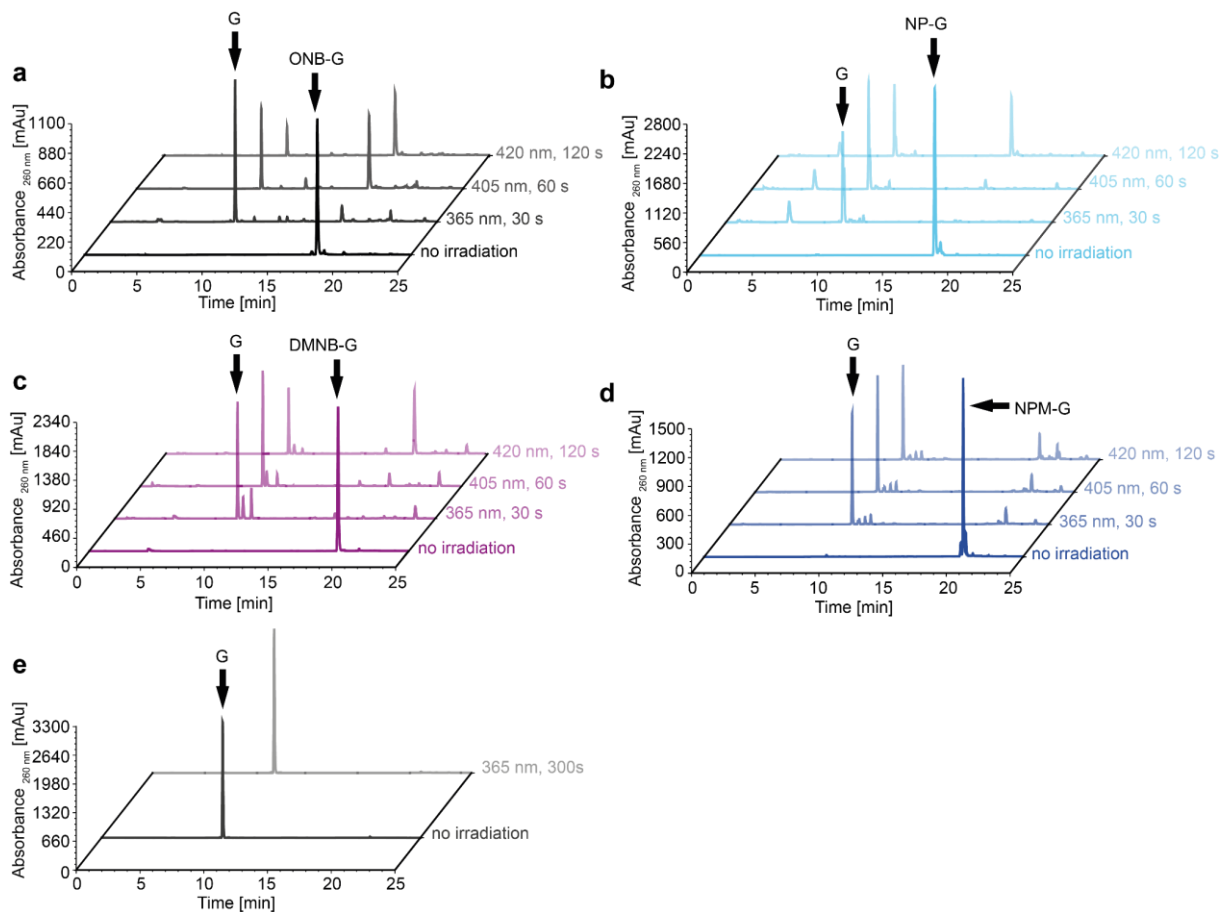 a
G
ONB-G
Absorbance 260 nm [mAu]
1100
880
660
440
220
0
420 nm, 120 s
405 nm, 60 s
365 nm, 30 s
no irradiation
0 5 10 15 20 25
Time [min]
b
NP-G
G
Absorbance 260 nm [mAu]
2800
2240
1680
1120
560
0
420 nm, 120 s
405 nm, 60 s
365 nm, 30 s
no irradiation
0 5 10 15 20 25
Time [min]
c
G
DMNB-G
Absorbance 260 nm [mAu]
2340
1840
1380
920
460
0
420 nm, 120 s
405 nm, 60 s
365 nm, 30 s
no irradiation
0 5 10 15 20 25
Time [min]
d
G
NPM-G
Absorbance 260 nm [mAu]
1500
1200
900
600
300
0
420 nm, 120 s
405 nm, 60 s
365 nm, 30 s
no irradiation
0 5 10 15 20 25
Time [min]
e
G
Absorbance 260 nm [mAu]
3300
2640
1980
1320
660
0
365 nm, 300s
no irradiation
0 5 10 15 20 25
Time [min]